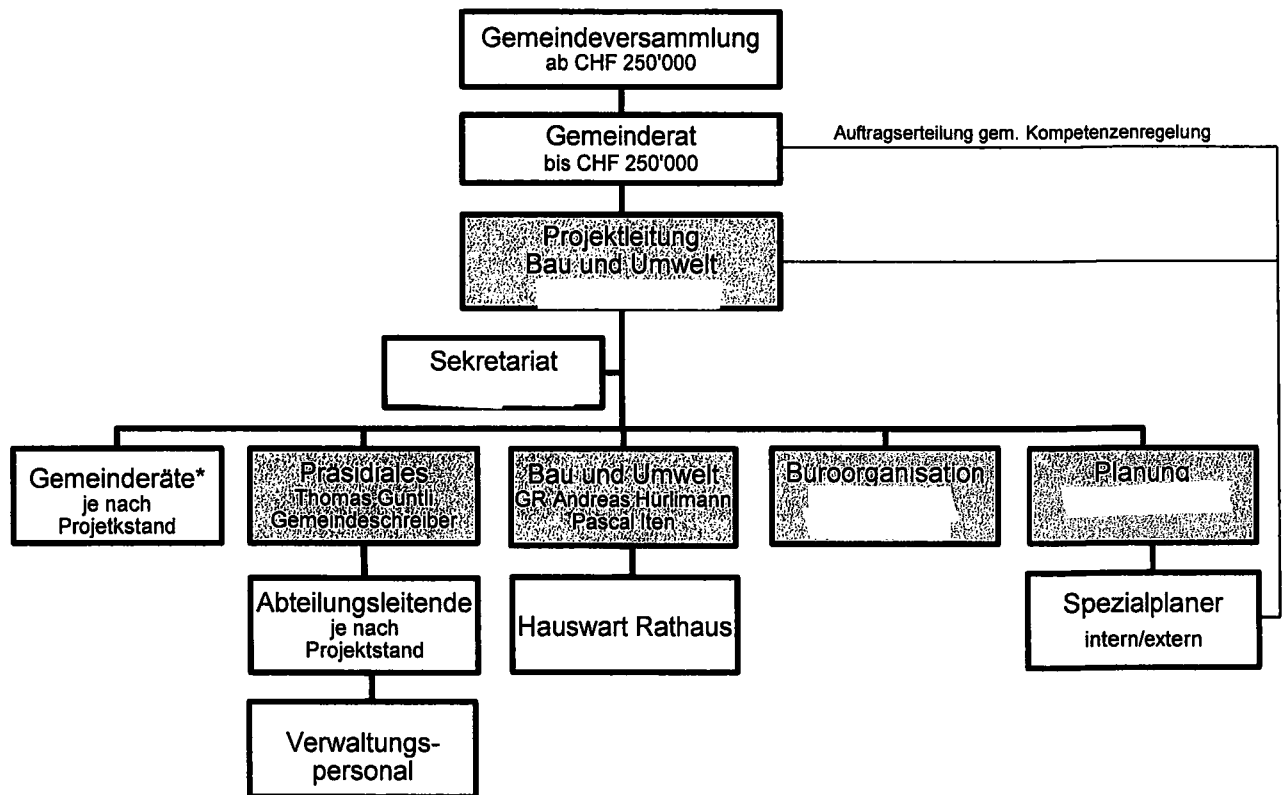 Gemeindeversammlung
ab CHF 250'000
Gemeinderat
bis CHF 250'000
Auftragserteilung gem. Kompetenzenregelung
Projektleitung
Bau und Umwelt
Sekretariat
Gemeinderäte*
je nach
Projetkstand
Präsidiales
Thomas Guntli
Gemeindeschreiber
Bau und Umwelt
GR Andreas Hürlimann
Pascal Iten
Büroorganisation
Planung
Abteilungsleitende
je nach
Projektstand
Hauswart Rathaus
Spezialplaner
intern/extern
Verwaltungs-
personal